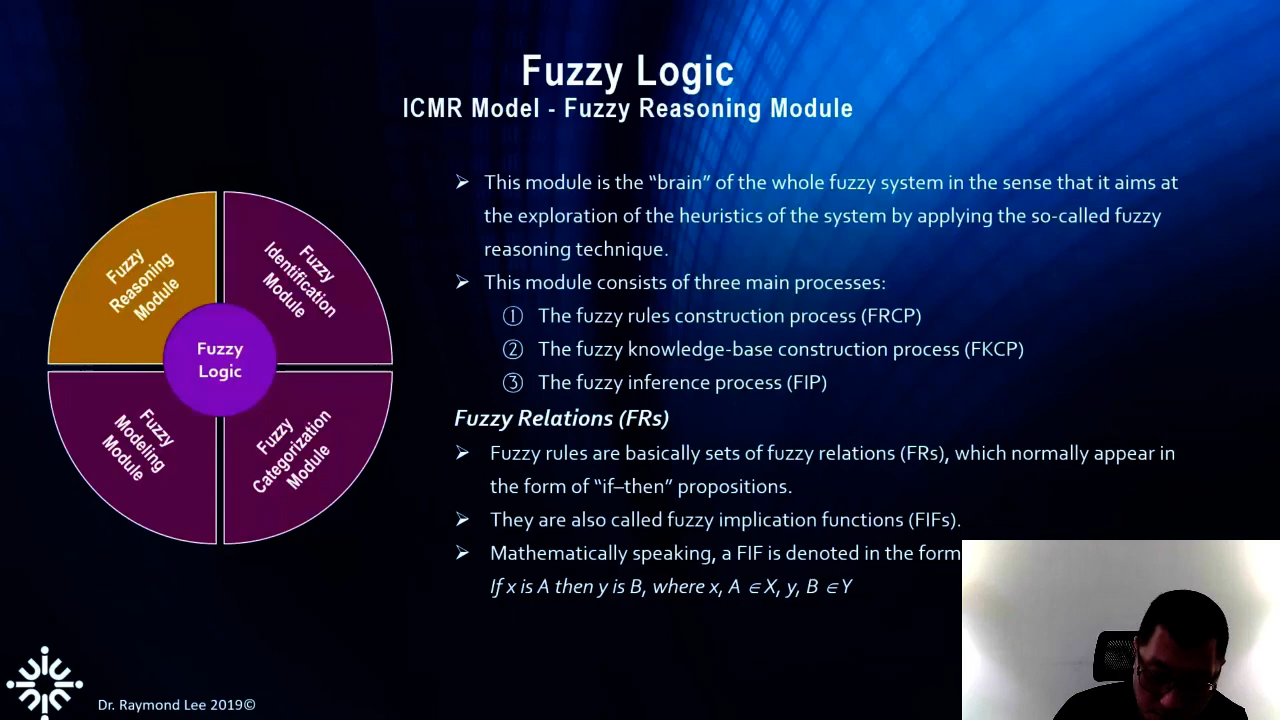 Fuzzy Logic
ICMR Model - Fuzzy Reasoning Module
➢ This module is the “brain” of the whole fuzzy system in the sense that it aims at
the exploration of the heuristics of the system by applying the so-called fuzzy
reasoning technique.
➢ This module consists of three main processes:
① The fuzzy rules construction process (FRCP)
② The fuzzy knowledge-base construction process (FKCP)
③ The fuzzy inference process (FIP)
Fuzzy Relations (FRs)
➢ Fuzzy rules are basically sets of fuzzy relations (FRs), which normally appear in
the form of “if–then” propositions.
➢ They are also called fuzzy implication functions (FIFs).
➢ Mathematically speaking, a FIF is denoted in the form
If x is A then y is B, where x, A ∈ X, y, B ∈ Y
Fuzzy
Reasoning
Module
Fuzzy
Identification
Module
Fuzzy
Logic
Fuzzy
Modeling
Module
Fuzzy
Categorization
Module
Dr. Raymond Lee 2019©